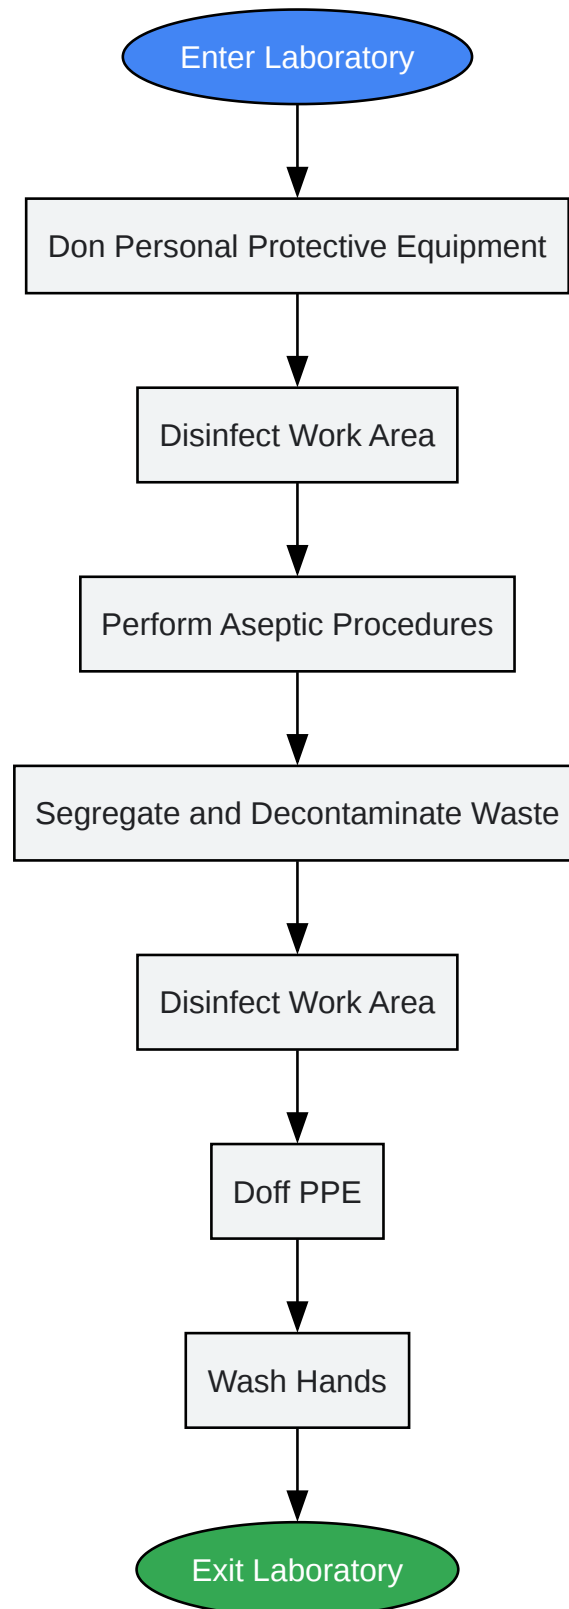 Enter Laboratory
Don Personal Protective Equipment
Disinfect Work Area
Perform Aseptic Procedures
Segregate and Decontaminate Waste
Disinfect Work Area
Doff PPE
Wash Hands
Exit Laboratory